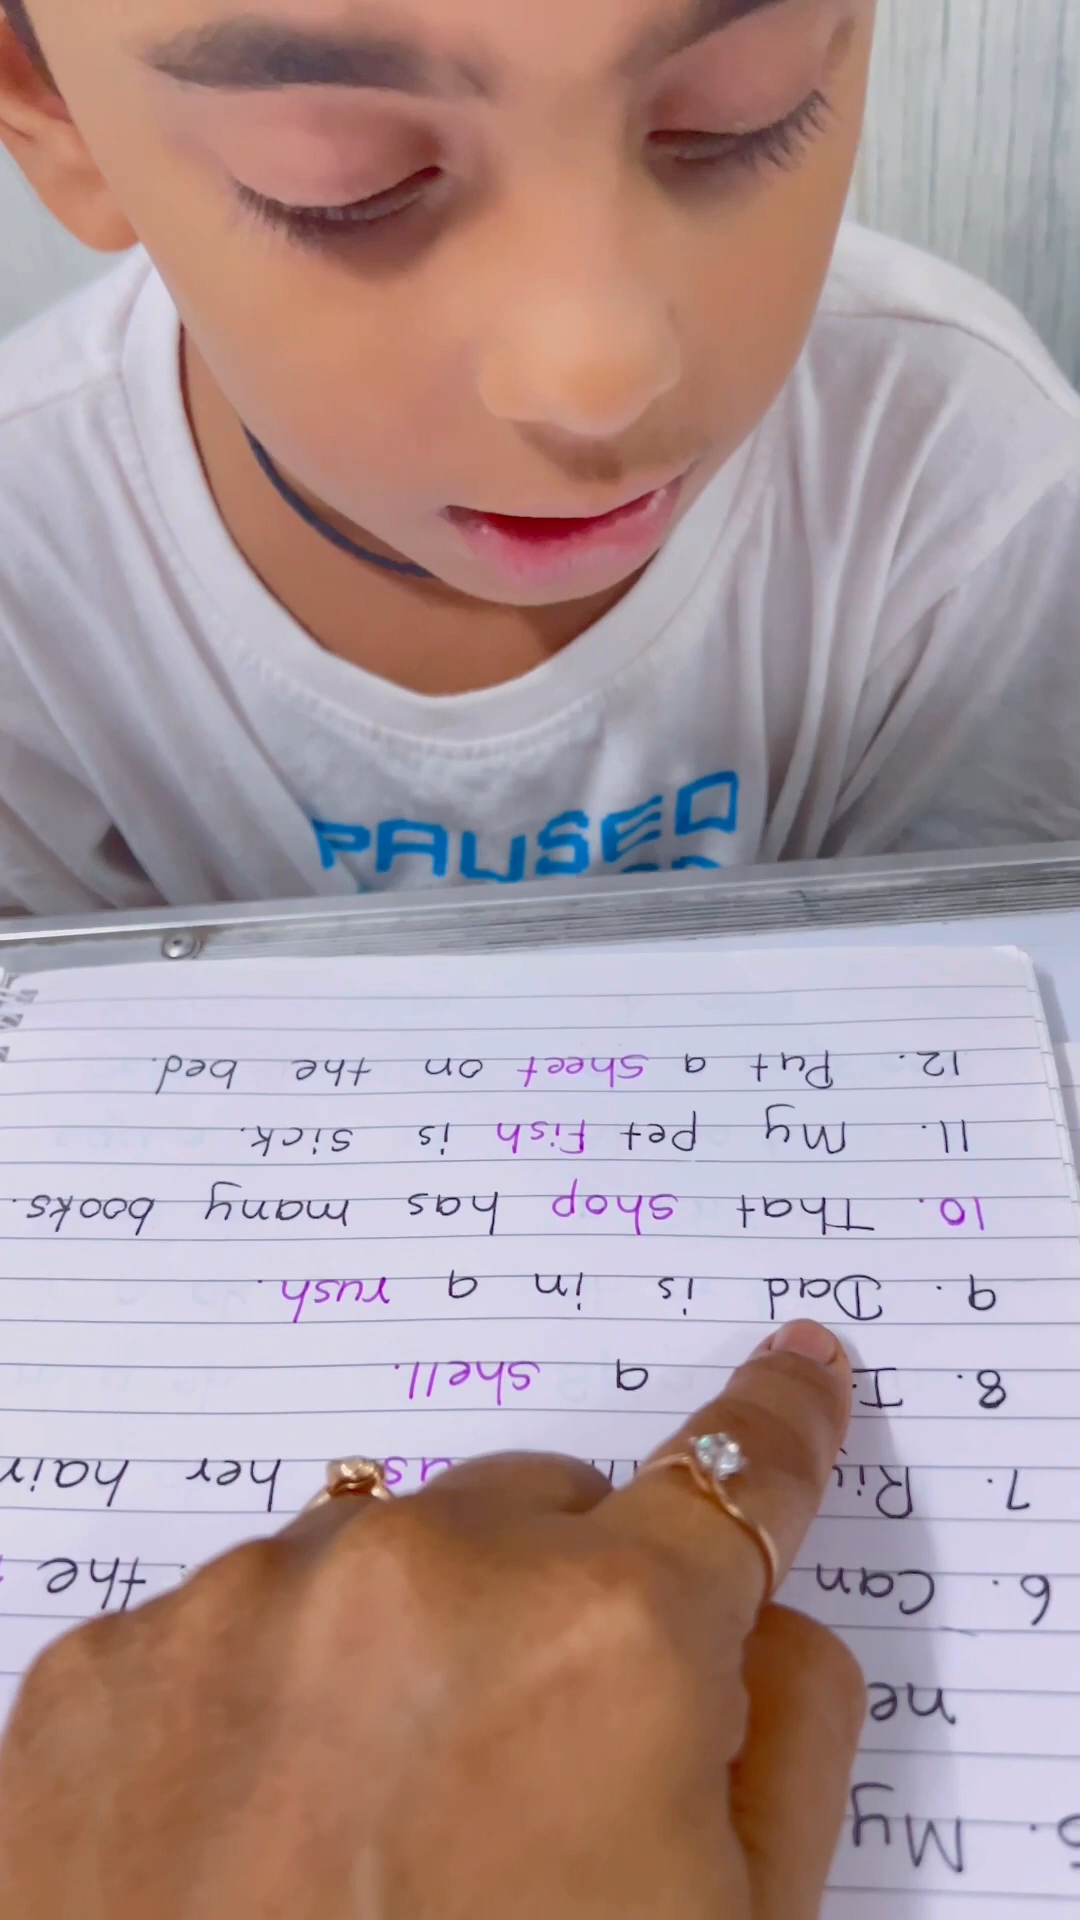 PAUSED
5. My
ne
6. Can the
7. her hair
8. I a shell.
9. Dad is in a rush.
10. That shop has many books.
11. My pet fish is sick.
12. Put a sheet on the bed.